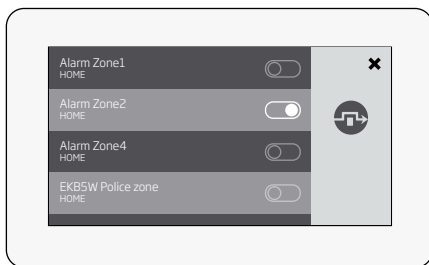 Alarm Zone1
HOME
Alarm Zone2
HOME
Alarm Zone4
HOME
EKB5W Police zone
HOME